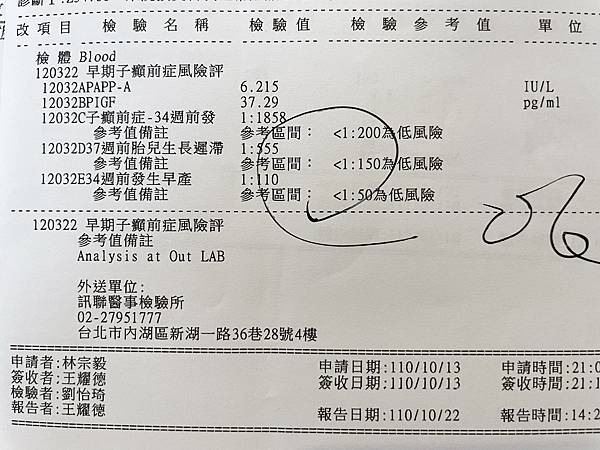 改 項目 檢 驗 名 稱 檢 驗 值 檢 驗 參 考 值 單 位
檢 體 Blood
120322 早期子癲前症風險評
12032APAPP-A 6.215 IU/L
12032BPIGF 37.29 pg/ml
12032C子癲前症-34週前發 1:1858
參考值備註 參考區間： <1:200為低風險
12032D37週前胎兒生長遲滯 1:555
參考值備註 參考區間： <1:150為低風險
12032E34週前發生早產 1:110
參考值備註 參考區間： <1:50為低風險
120322 早期子癲前症風險評
參考值備註
Analysis at Out LAB
外送單位:
訊聯醫事檢驗所
02-27951777
台北市內湖區新湖一路36巷28號4樓
申請者:林宗毅 申請日期:110/10/13 申請時間:21:0
簽收者:王耀德 簽收日期:110/10/13 簽收時間:21:1
檢驗者:劉怡琦
報告者:王耀德 報告日期:110/10/22 報告時間:14:2